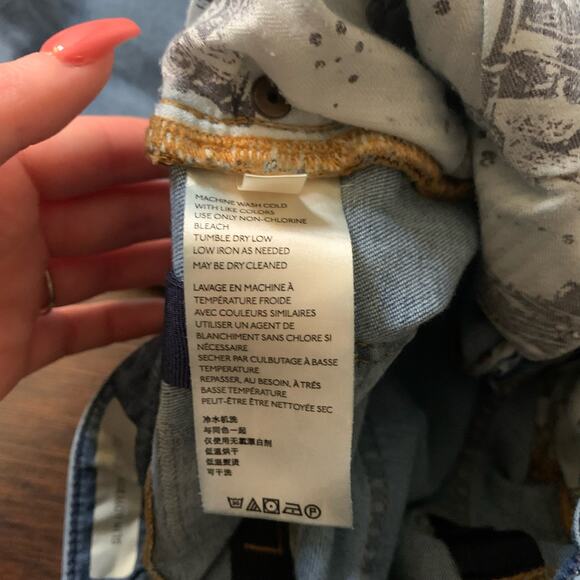 MACHINE WASH COLD
WITH LIKE COLORS
USE ONLY NON-CHLORINE
BLEACH
TUMBLE DRY LOW
LOW IRON AS NEEDED
MAY BE DRY CLEANED
LAVAGE EN MACHINE À
TEMPÉRATURE FROIDE
AVEC COULEURS SIMILAIRES
UTILISER UN AGENT DE
BLANCHIMENT SANS CHLORE SI
NÉCESSAIRE
SECHER PAR CULBUTAGE À BASSE
TEMPERATURE
REPASSER, AU BESOIN, À TRÉS
BASSE TEMPÉRATURE
PEUT-ÊTRE ÊTRE NETTOYÉE SEC
冷水机洗
与同色一起
仅使用无氯漂白剂
低温烘干
低温熨烫
可干洗
P